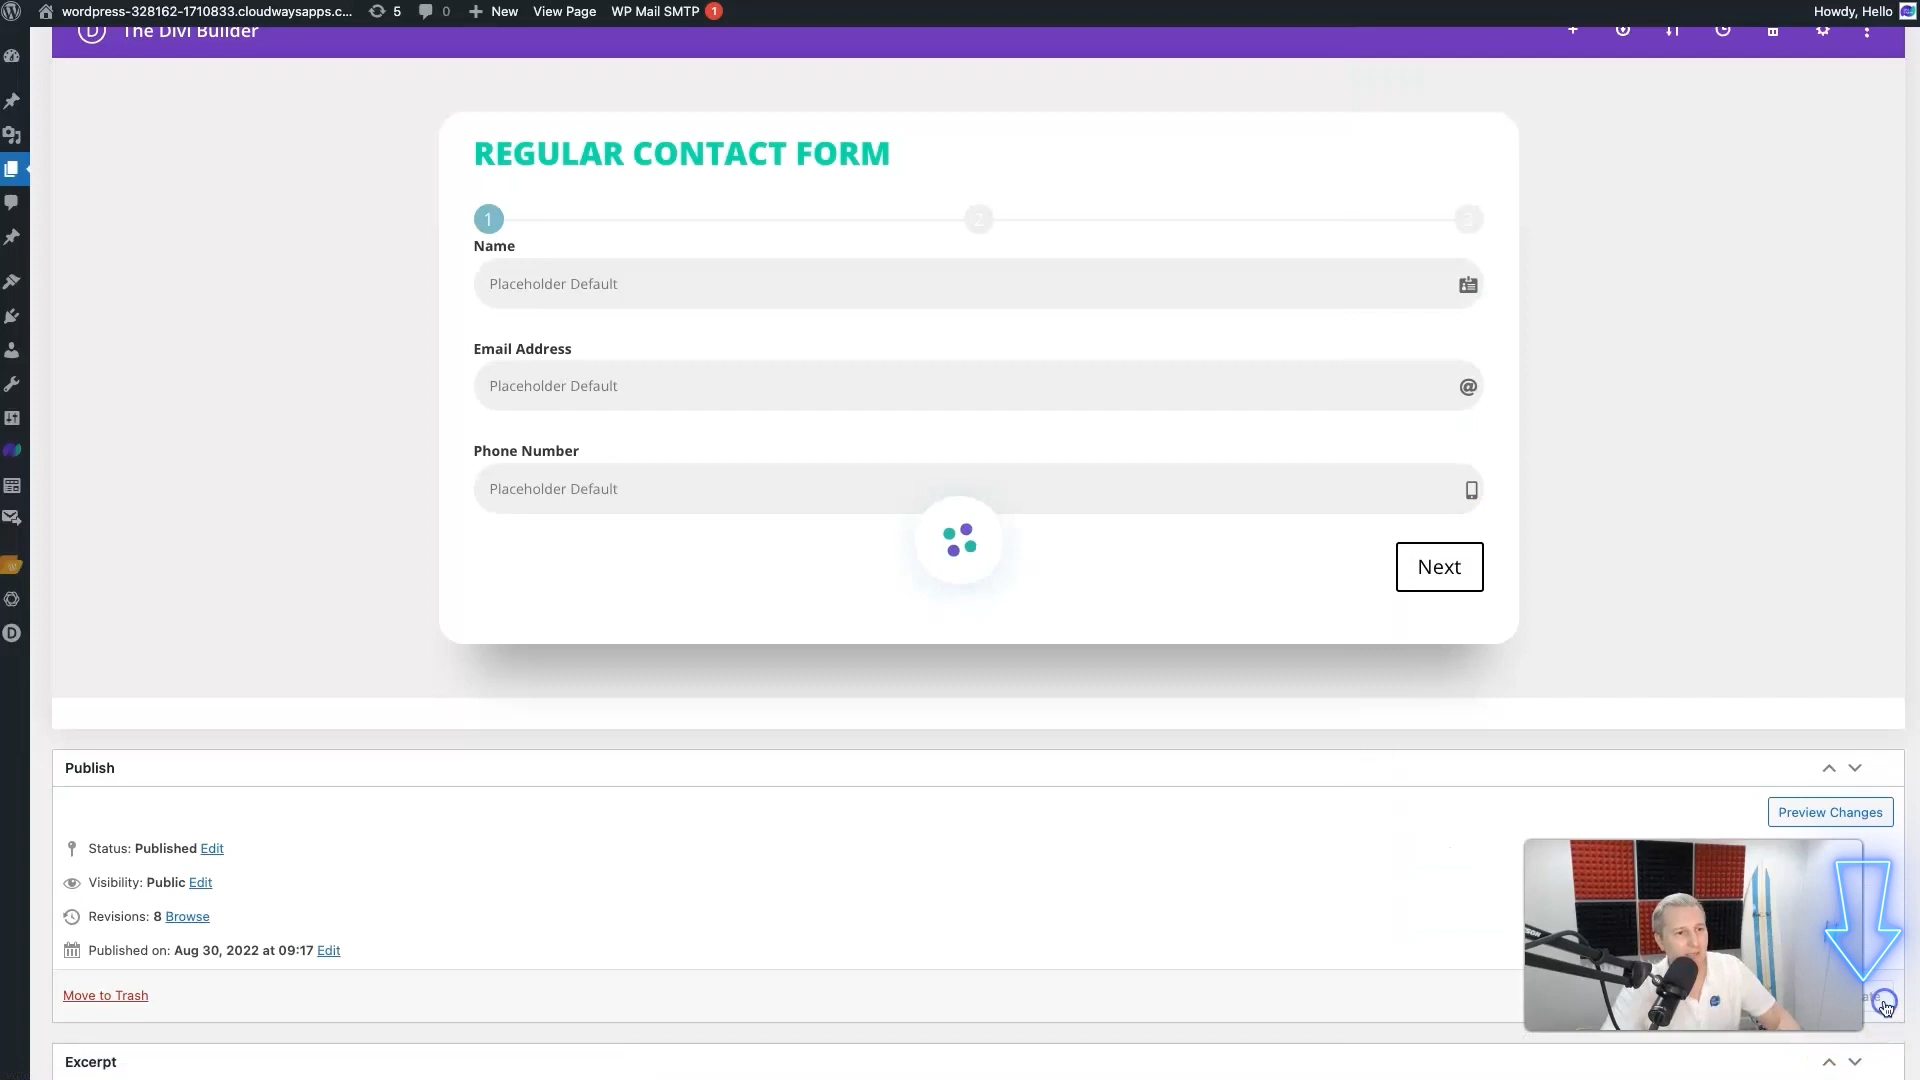 wordpress-328162-1710833.cloudwaysapps.c...
5
0
New
View Page
WP Mail SMTP
1
Howdy, Hello
D
The Divi Builder
REGULAR CONTACT FORM
1
2
3
Name
Placeholder Default
Email Address
Placeholder Default
@
Phone Number
Placeholder Default
Next
Publish
Preview Changes
Status: Published Edit
Visibility: Public Edit
Revisions: 8 Browse
Published on: Aug 30, 2022 at 09:17 Edit
Move to Trash
Excerpt